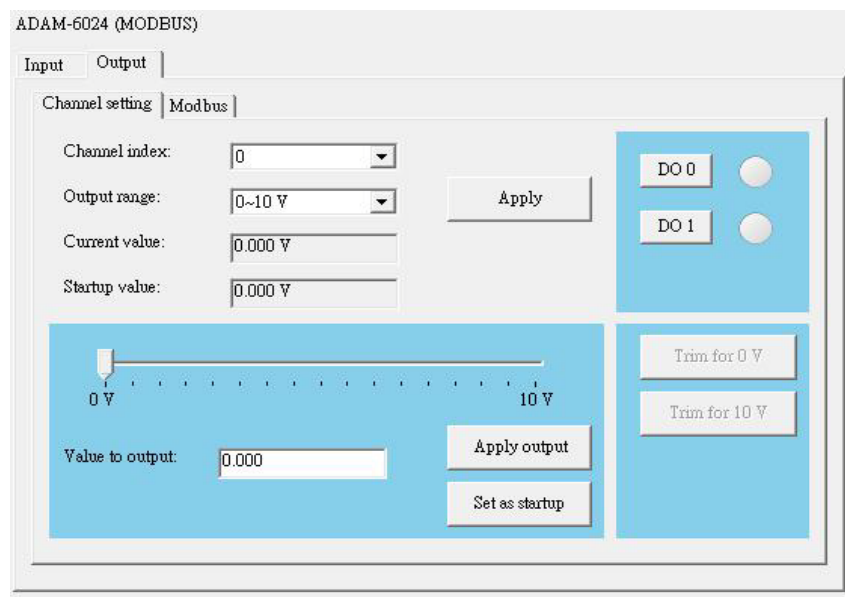 ADAM-6024 (MODBUS)
Input Output
Channel setting Modbus
Channel index: 0
Output range: 0~10 V
Apply
Current value: 0.000 V
Startup value: 0.000 V
DO 0
DO 1
0 V 10 V
Value to output: 0.000
Apply output
Set as startup
Trim for 0 V
Trim for 10 V